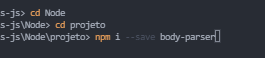 s-js> cd Node
s-js\Node> cd projeto
s-js\Node\projeto> npm i --save body-parser